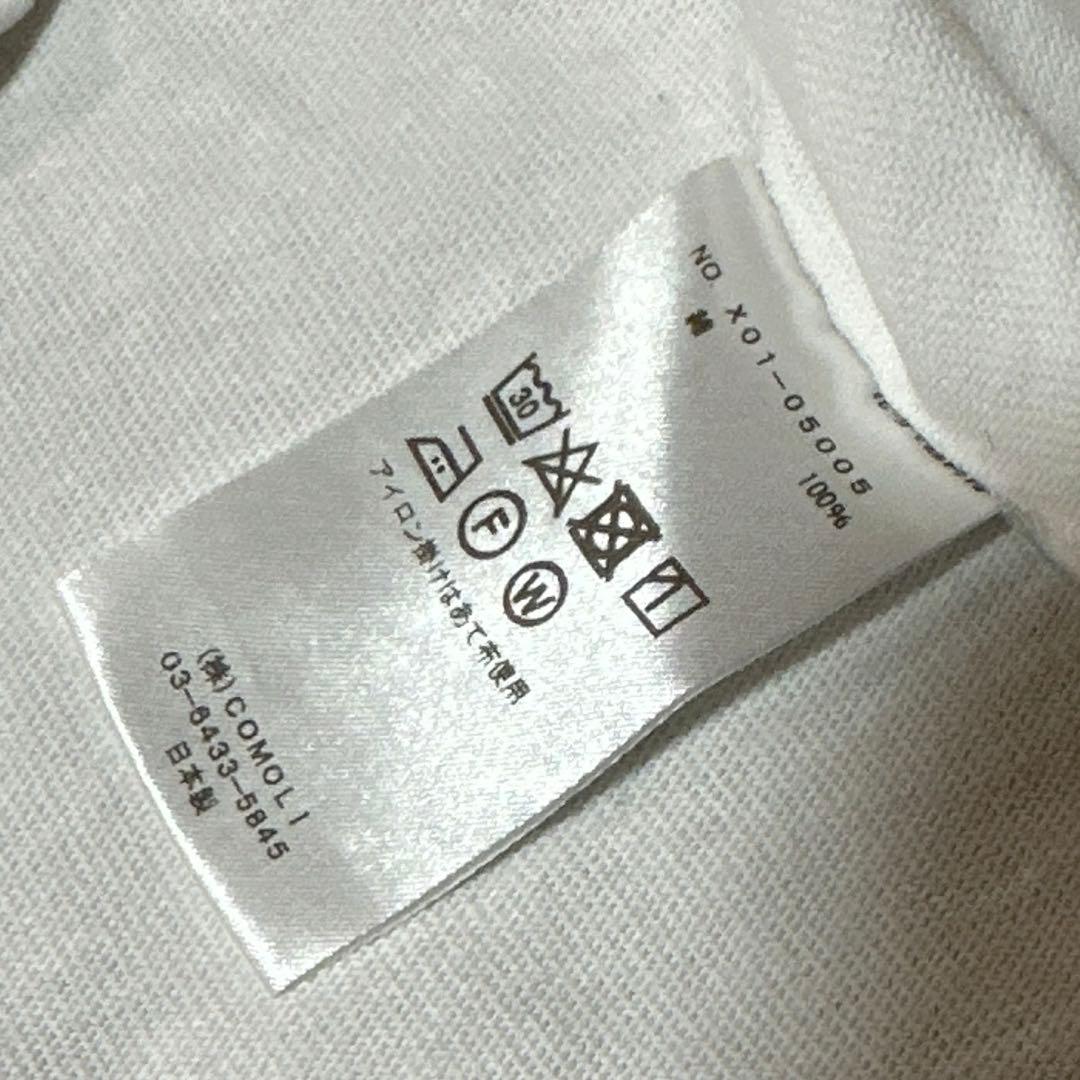 NO. X01-05005
綿 100%
30
F W
アイロン掛けはあて布使用
(株)COMOLI
03-6433-5845
日本製